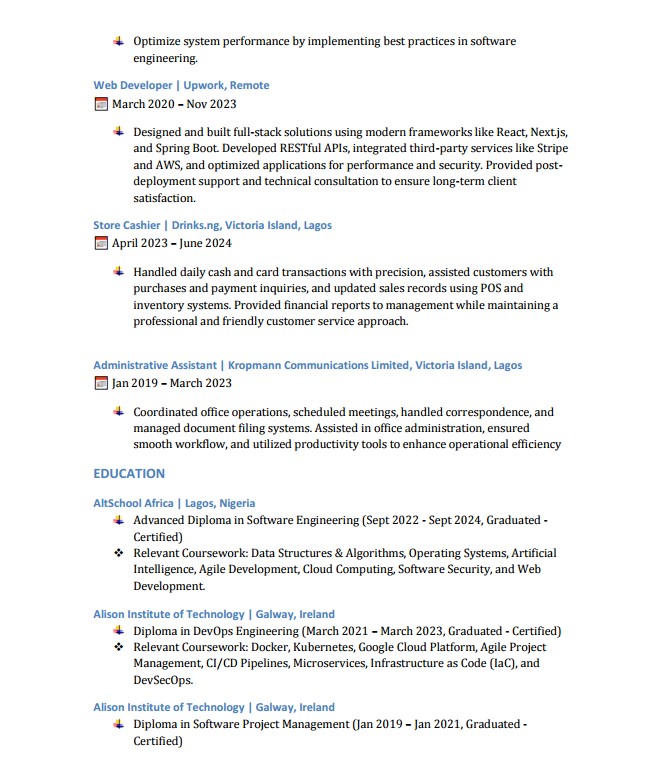 Optimize system performance by implementing best practices in software
engineering.
Web Developer | Upwork, Remote
March 2020 – Nov 2023
Designed and built full-stack solutions using modern frameworks like React, Next.js,
and Spring Boot. Developed RESTful APIs, integrated third-party services like Stripe
and AWS, and optimized applications for performance and security. Provided post-
deployment support and technical consultation to ensure long-term client
satisfaction.
Store Cashier | Drinks.ng, Victoria Island, Lagos
April 2023 – June 2024
Handled daily cash and card transactions with precision, assisted customers with
purchases and payment inquiries, and updated sales records using POS and
inventory systems. Provided financial reports to management while maintaining a
professional and friendly customer service approach.
Administrative Assistant | Kropmann Communications Limited, Victoria Island, Lagos
Jan 2019 – March 2023
Coordinated office operations, scheduled meetings, handled correspondence, and
managed document filing systems. Assisted in office administration, ensured
smooth workflow, and utilized productivity tools to enhance operational efficiency
EDUCATION
AltSchool Africa | Lagos, Nigeria
Advanced Diploma in Software Engineering (Sept 2022 - Sept 2024, Graduated -
Certified)
❖ Relevant Coursework: Data Structures & Algorithms, Operating Systems, Artificial
Intelligence, Agile Development, Cloud Computing, Software Security, and Web
Development.
Alison Institute of Technology | Galway, Ireland
Diploma in DevOps Engineering (March 2021 – March 2023, Graduated - Certified)
❖ Relevant Coursework: Docker, Kubernetes, Google Cloud Platform, Agile Project
Management, CI/CD Pipelines, Microservices, Infrastructure as Code (IaC), and
DevSecOps.
Alison Institute of Technology | Galway, Ireland
Diploma in Software Project Management (Jan 2019 – Jan 2021, Graduated -
Certified)